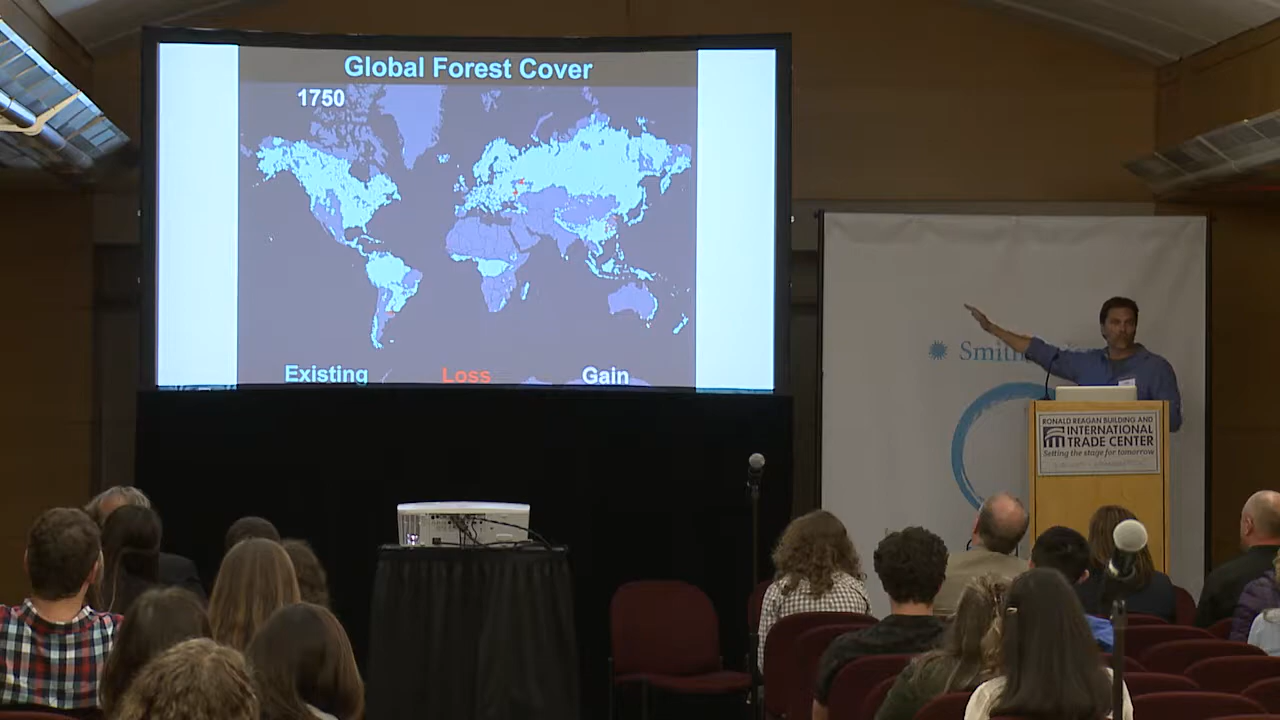 Global Forest Cover
1750
Existing
Loss
Gain
RONALD REAGAN BUILDING AND
INTERNATIONAL
TRADE CENTER
Setting the stage for tomorrow